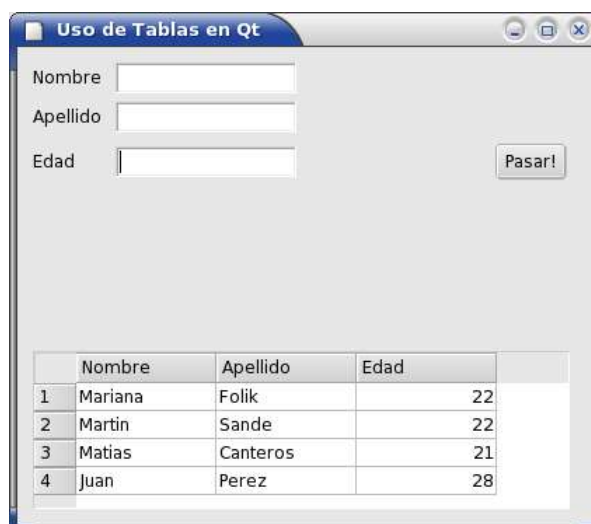 Uso de Tablas en Qt
Nombre
Apellido
Edad
Pasar!
Nombre Apellido Edad
1 Mariana Folik 22
2 Martin Sande 22
3 Matias Canteros 21
4 Juan Perez 28